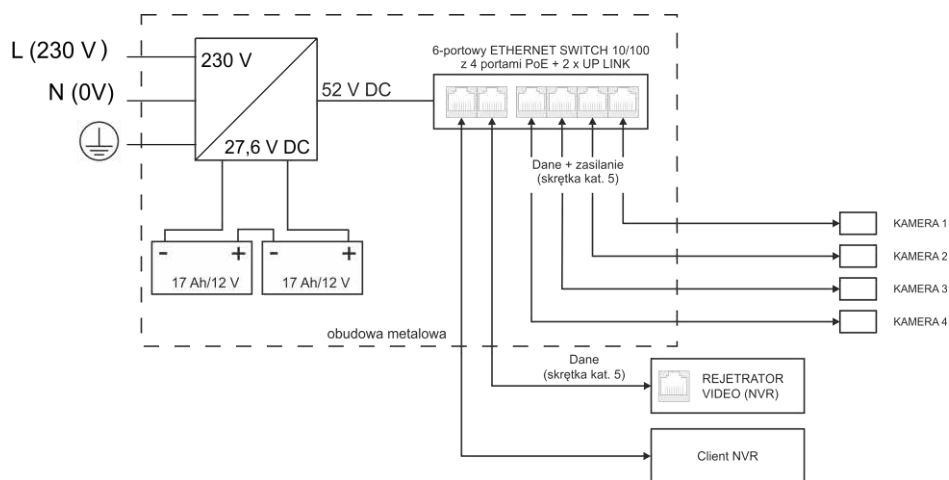 6-portowy ETHERNET SWITCH 10/100
z 4 portami PoE + 2 x UP LINK
L (230 V)
230 V
N (0V)
52 V DC
27,6 V DC
Dane + zasilanie
(skrętka kat. 5)
- + - +
17 Ah/12 V 17 Ah/12 V
KAMERA 1
KAMERA 2
KAMERA 3
KAMERA 4
obudowa metalowa
Dane
(skrętka kat. 5)
REJETRATOR
VIDEO (NVR)
Client NVR